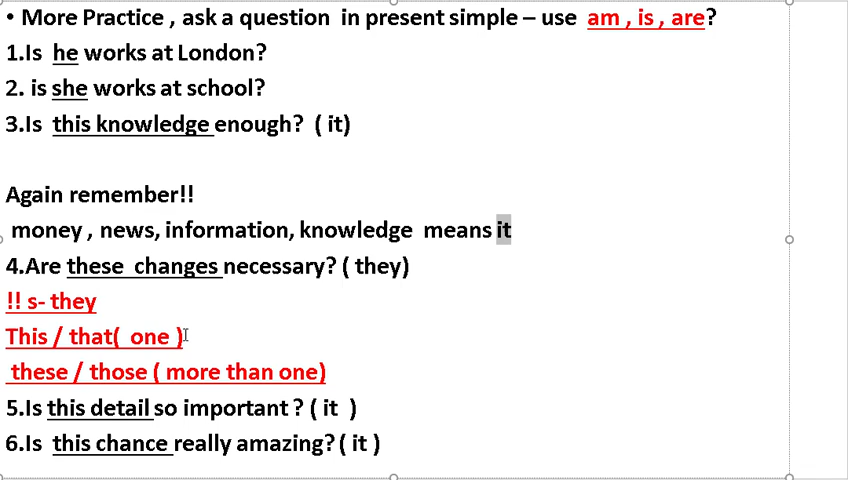 • More Practice , ask a question in present simple – use am , is , are?
1.Is he works at London?
2. is she works at school?
3.Is this knowledge enough? ( it)
Again remember!!
money , news, information, knowledge means it
4.Are these changes necessary? ( they)
!! s- they
This / that( one )
these / those ( more than one)
5.Is this detail so important ? ( it )
6.Is this chance really amazing? ( it )